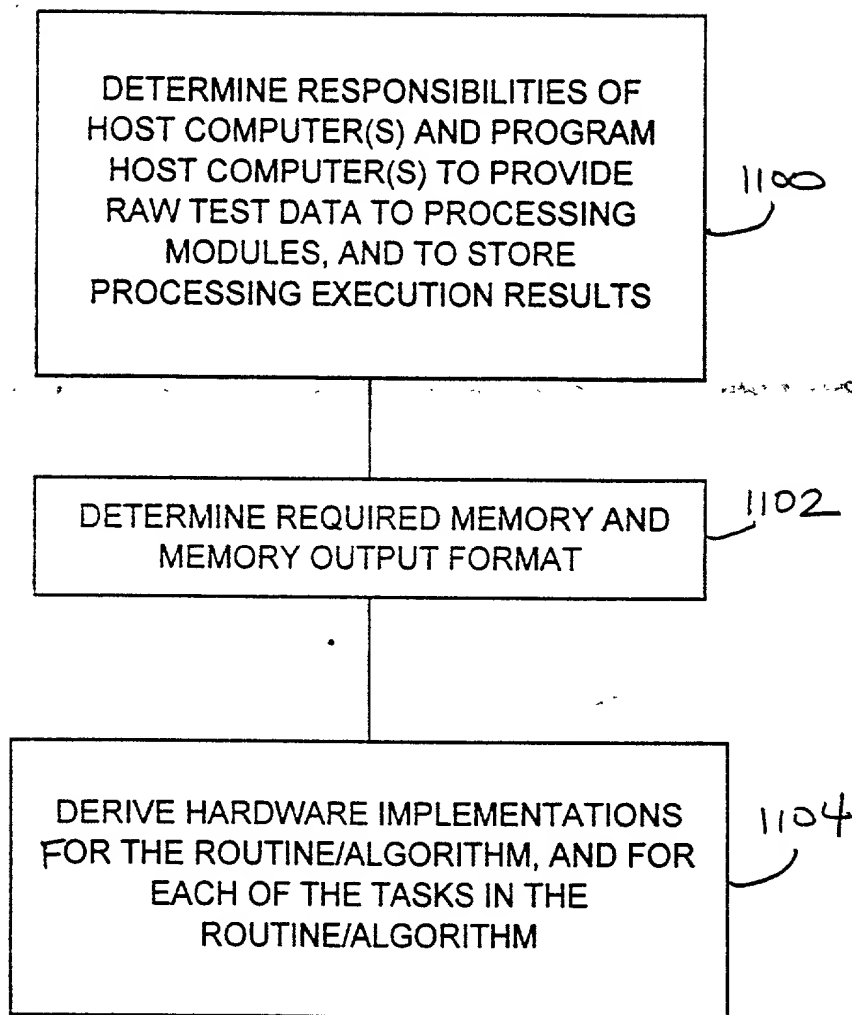 DETERMINE RESPONSIBILITIES OF
HOST COMPUTER(S) AND PROGRAM
HOST COMPUTER(S) TO PROVIDE
RAW TEST DATA TO PROCESSING
MODULES, AND TO STORE
PROCESSING EXECUTION RESULTS
1100
DETERMINE REQUIRED MEMORY AND
MEMORY OUTPUT FORMAT
1102
DERIVE HARDWARE IMPLEMENTATIONS
FOR THE ROUTINE/ALGORITHM, AND FOR
EACH OF THE TASKS IN THE
ROUTINE/ALGORITHM
1104